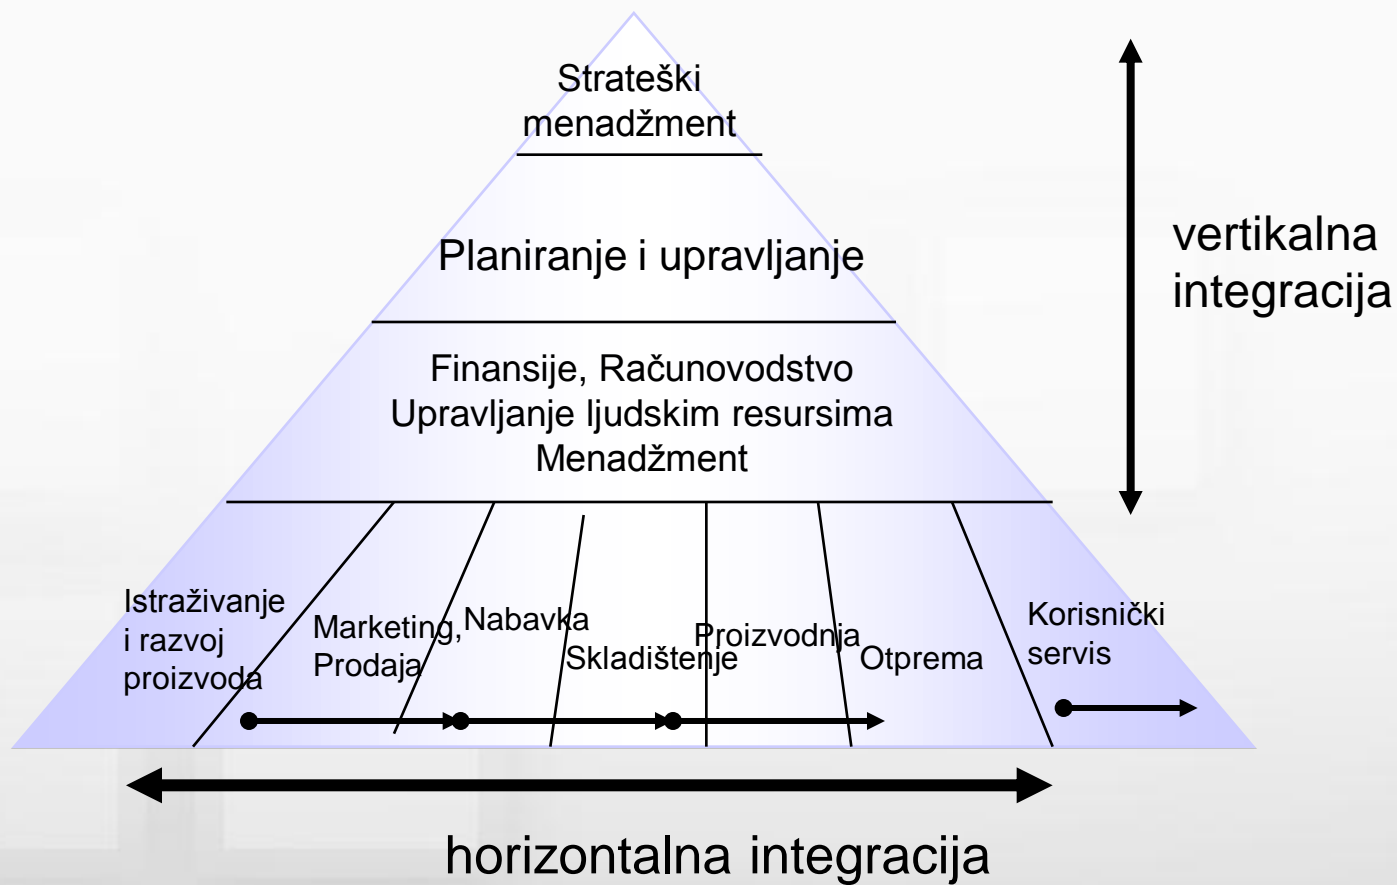 Strateški
menadžment
Planiranje i upravljanje
vertikalna
integracija
Finansije, Računovodstvo
Upravljanje ljudskim resursima
Menadžment
Istraživanje
i razvoj
proizvoda
Marketing,
Prodaja
Nabavka
Skladištenje
Proizvodnja
Otprema
Korisnički
servis
horizontalna integracija